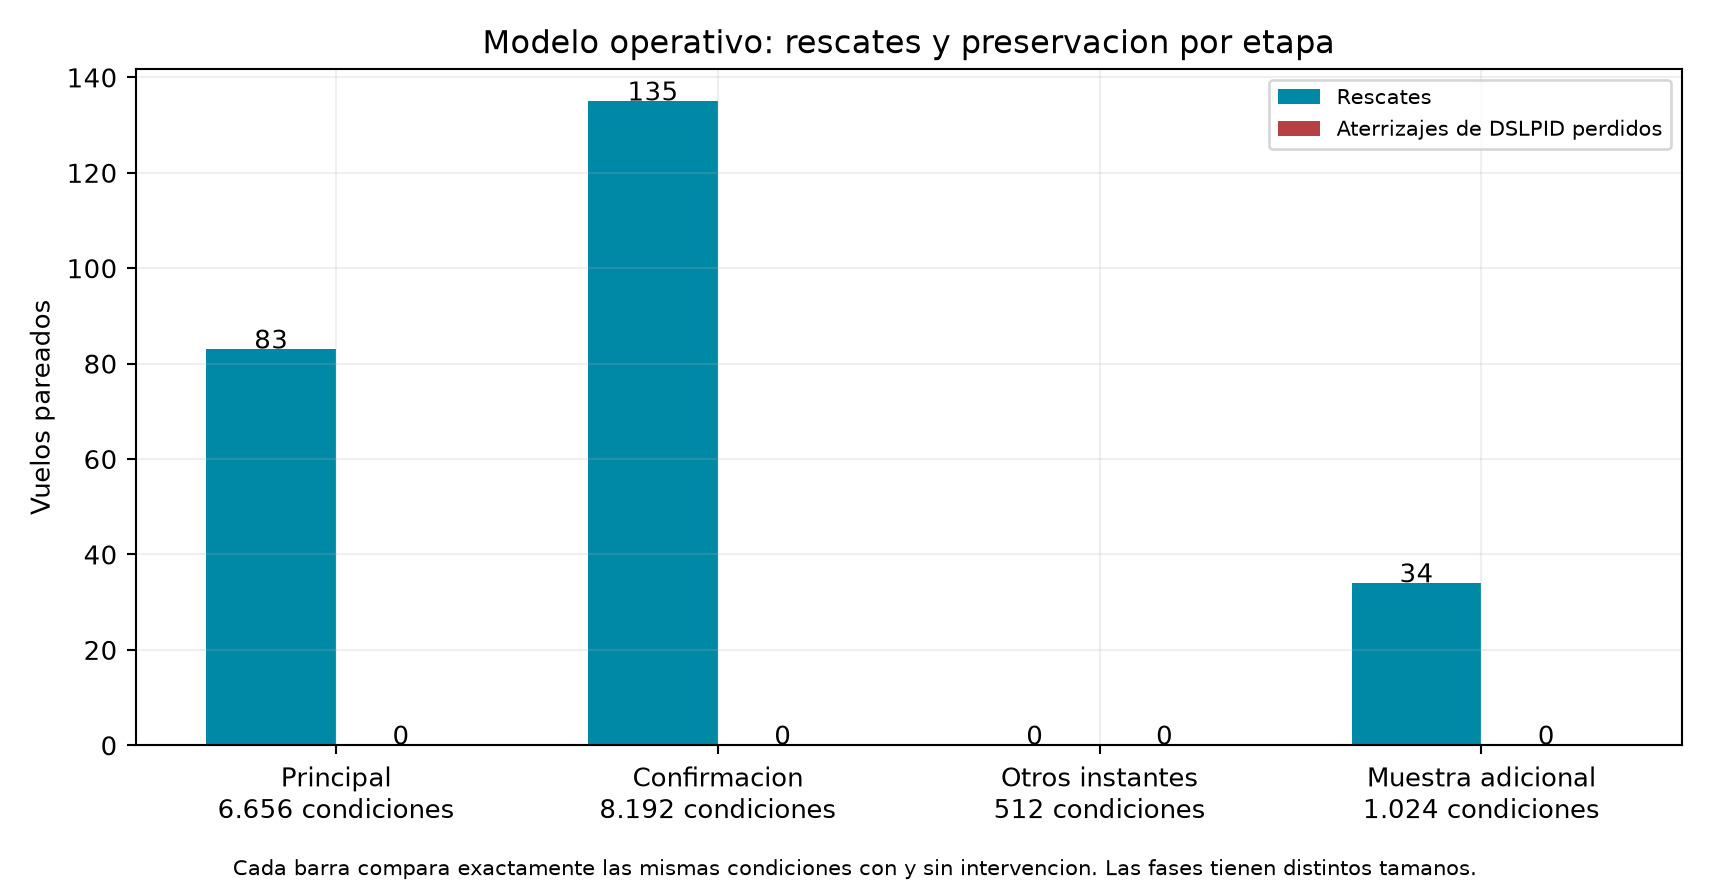 Modelo operativo: rescates y preservacion por etapa
Rescates
Aterrizajes de DSLPID perdidos
Vuelos pareados
140
120
100
80
60
40
20
0
83
0
135
0
0
0
34
0
Principal
6.656 condiciones
Confirmacion
8.192 condiciones
Otros instantes
512 condiciones
Muestra adicional
1.024 condiciones
Cada barra compara exactamente las mismas condiciones con y sin intervencion. Las fases tienen distintos tamanos.